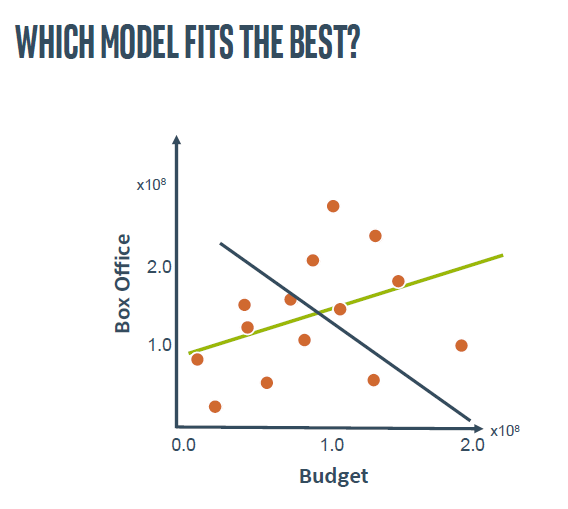 WHICH MODEL FITS THE BEST?
x10⁸
Box Office
2.0
1.0
x10⁸
0.0 1.0 2.0
Budget